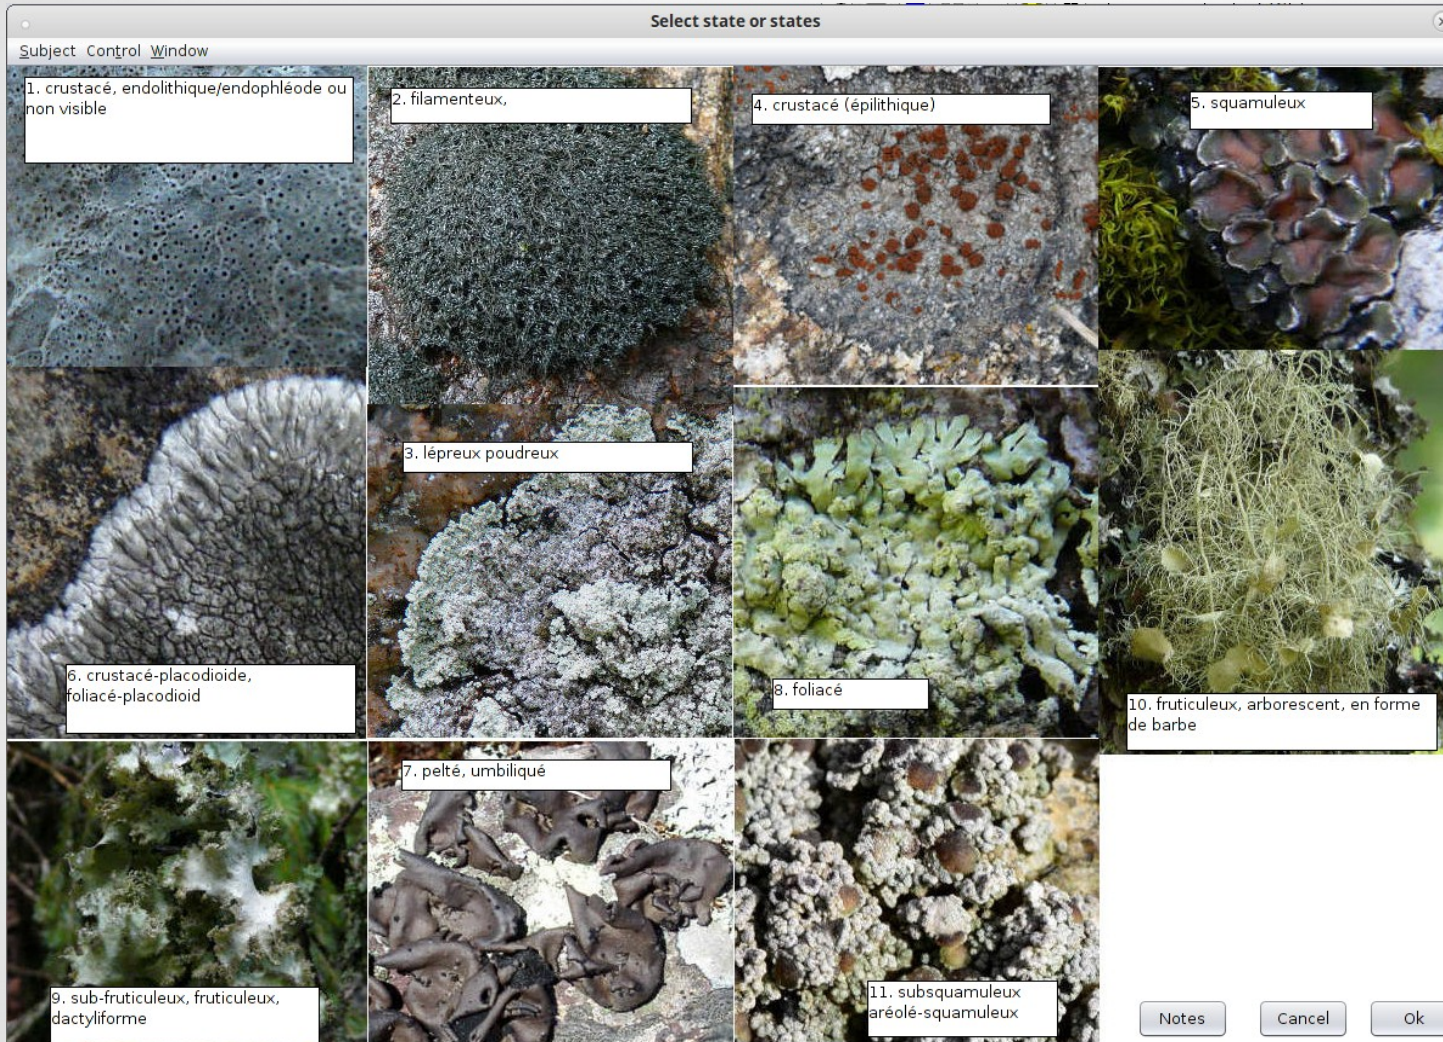 Select state or states
Subject Control Window
1. crustacé, endolithique/endophléode ou
non visible
2. filamenteux,
4. crustacé (épilithique)
5. squamuleux
3. lépreux poudreux
6. crustacé-placodioide,
foliacé-placodioid
8. foliacé
10. fruticuleux, arborescent, en forme
de barbe
7. pelté, umbiliqué
9. sub-fruticuleux, fruticuleux,
dactyliforme
11. subsquamuleux
aréolé-squamuleux
Notes Cancel Ok